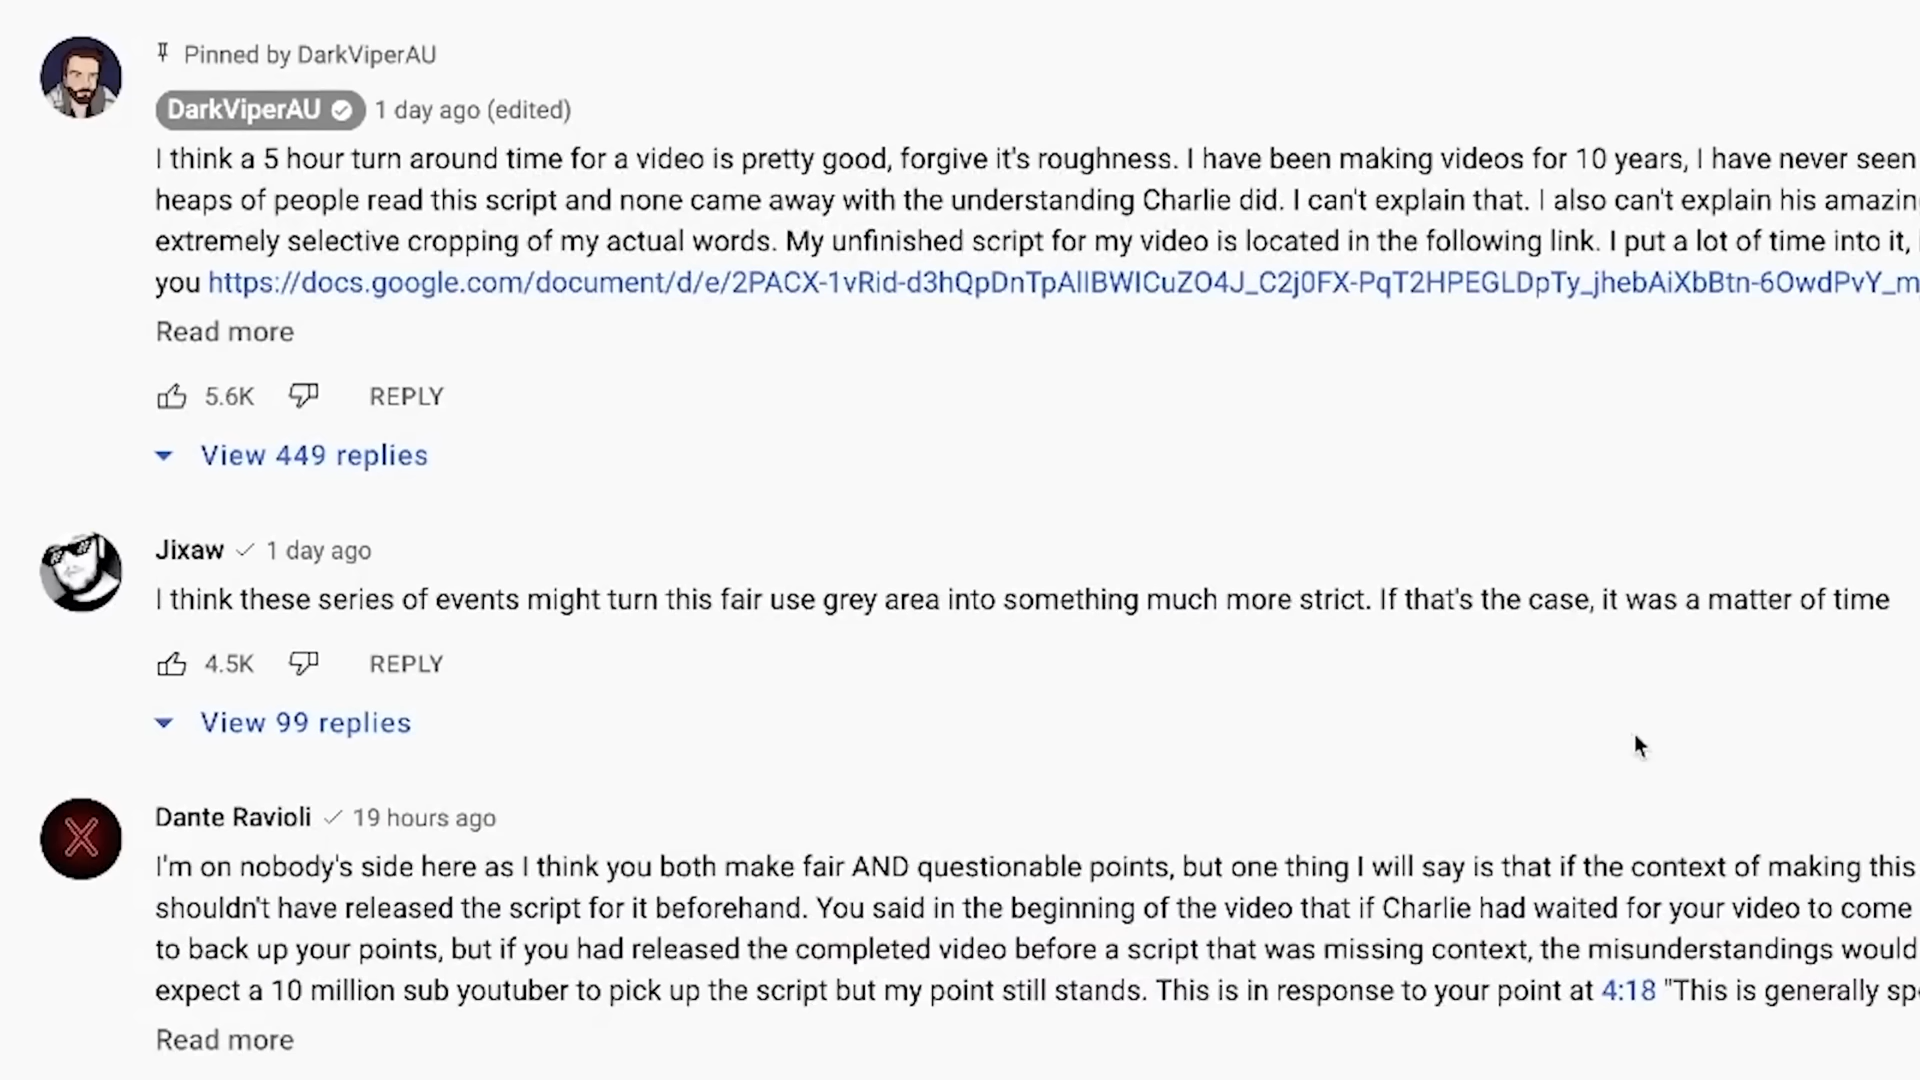 Pinned by DarkViperAU
DarkViperAU 1 day ago (edited)
I think a 5 hour turn around time for a video is pretty good, forgive it's roughness. I have been making videos for 10 years, I have never seen
heaps of people read this script and none came away with the understanding Charlie did. I can't explain that. I also can't explain his amazin
extremely selective cropping of my actual words. My unfinished script for my video is located in the following link. I put a lot of time into it,
you https://docs.google.com/document/d/e/2PACX-1vRid-d3hQpDnTpAlIBWICuZO4J_C2j0FX-PqT2HPEGLDpTy_jhebAiXbBtn-6OwdPvY_m
Read more
5.6K REPLY
View 449 replies
Jixaw 1 day ago
I think these series of events might turn this fair use grey area into something much more strict. If that's the case, it was a matter of time
4.5K REPLY
View 99 replies
Dante Ravioli 19 hours ago
I'm on nobody's side here as I think you both make fair AND questionable points, but one thing I will say is that if the context of making this
shouldn't have released the script for it beforehand. You said in the beginning of the video that if Charlie had waited for your video to come
to back up your points, but if you had released the completed video before a script that was missing context, the misunderstandings would
expect a 10 million sub youtuber to pick up the script but my point still stands. This is in response to your point at 4:18 "This is generally sp
Read more